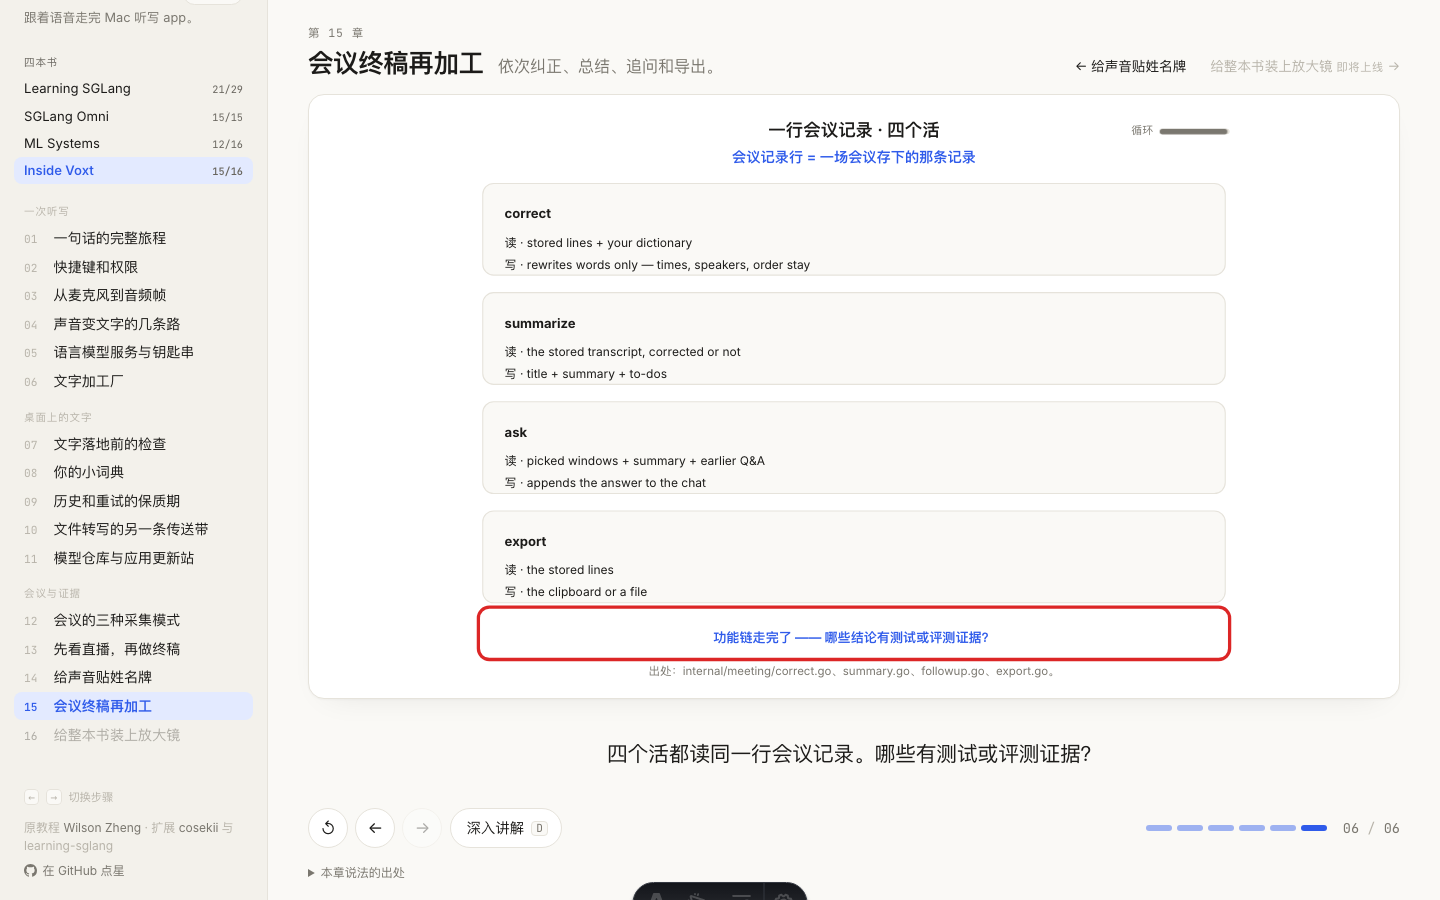 跟着语音走完 Mac 听写 app。
四本书
Learning SGLang 21/29
SGLang Omni 15/15
ML Systems 12/16
Inside Voxt 15/16
一次听写
01 一句话的完整旅程
02 快捷键和权限
03 从麦克风到音频帧
04 声音变文字的几条路
05 语言模型服务与钥匙串
06 文字加工厂
桌面上的文字
07 文字落地前的检查
08 你的小词典
09 历史和重试的保质期
10 文件转写的另一条传送带
11 模型仓库与应用更新站
会议与证据
12 会议的三种采集模式
13 先看直播，再做终稿
14 给声音贴姓名牌
15 会议终稿再加工
16 给整本书装上放大镜
← → 切换步骤
原教程 Wilson Zheng · 扩展 cosekii 与
learning-sglang
在 GitHub 点星
第 15 章
会议终稿再加工 依次纠正、总结、追问和导出。
← 给声音贴姓名牌 给整本书装上放大镜 即将上线 →
一行会议记录 · 四个活
循环
会议记录行 = 一场会议存下的那条记录
correct
读 · stored lines + your dictionary
写 · rewrites words only — times, speakers, order stay
summarize
读 · the stored transcript, corrected or not
写 · title + summary + to-dos
ask
读 · picked windows + summary + earlier Q&A
写 · appends the answer to the chat
export
读 · the stored lines
写 · the clipboard or a file
功能链走完了 —— 哪些结论有测试或评测证据?
出处：internal/meeting/correct.go、summary.go、followup.go、export.go。
四个活都读同一行会议记录。哪些有测试或评测证据?
深入讲解 D
06 / 06
本章说法的出处